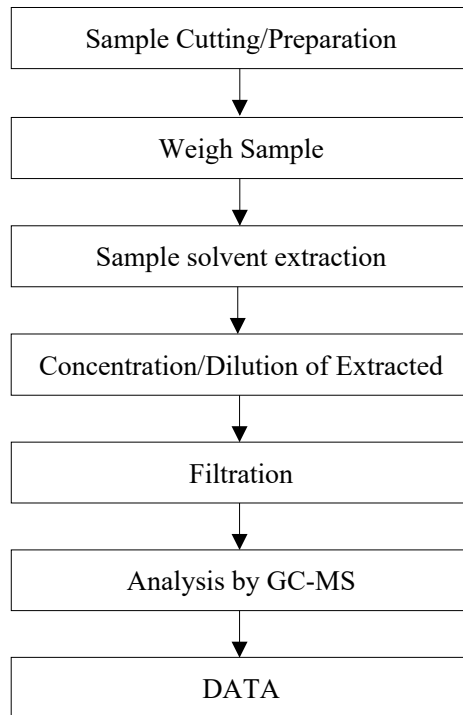 Sample Cutting/Preparation
Weigh Sample
Sample solvent extraction
Concentration/Dilution of Extracted
Filtration
Analysis by GC-MS
DATA